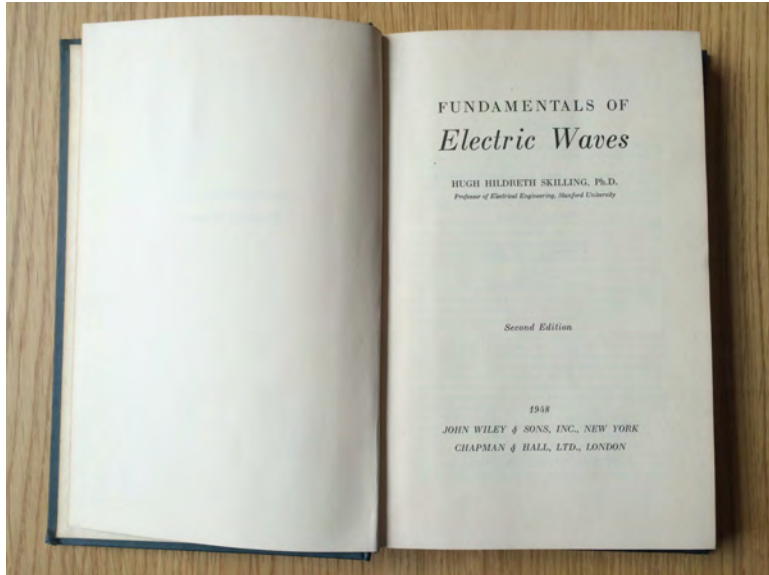 FUNDAMENTALS OF
Electric Waves
HUGH HILDRETH SKILLING, Ph.D.
Professor of Electrical Engineering, Stanford University
Second Edition
1948
JOHN WILEY & SONS, INC., NEW YORK
CHAPMAN & HALL, LTD., LONDON